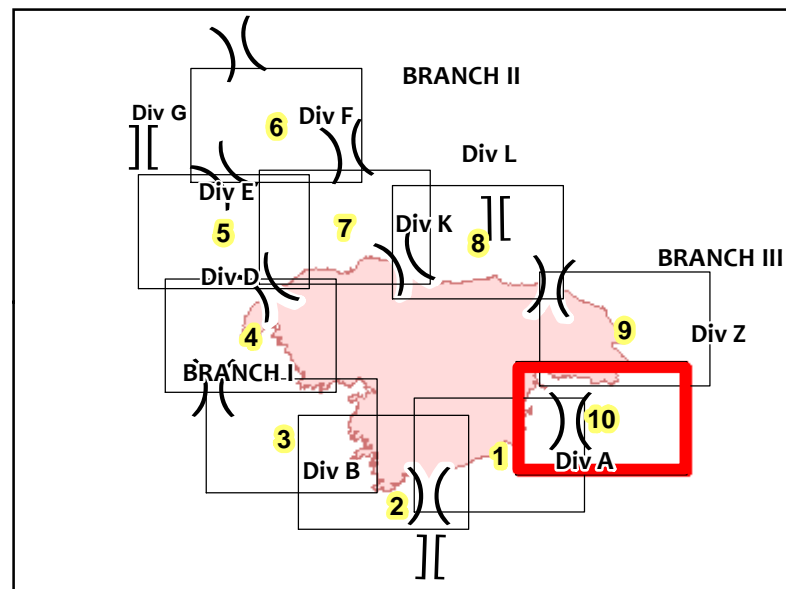 BRANCH II
Div G
Div F
6
Div L
Div E
5
7
Div K
8
][
][
BRANCH III
Div D
4
9
Div Z
BRANCH I
10
3
1
Div A
Div B
2
][